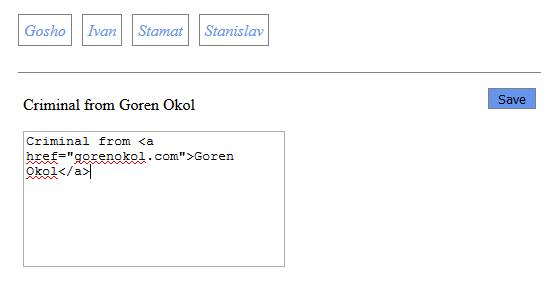 Gosho Ivan Stamat Stanislav
Criminal from Goren Okol Save
Criminal from <a
href="gorenokol.com">Goren
Okol</a>